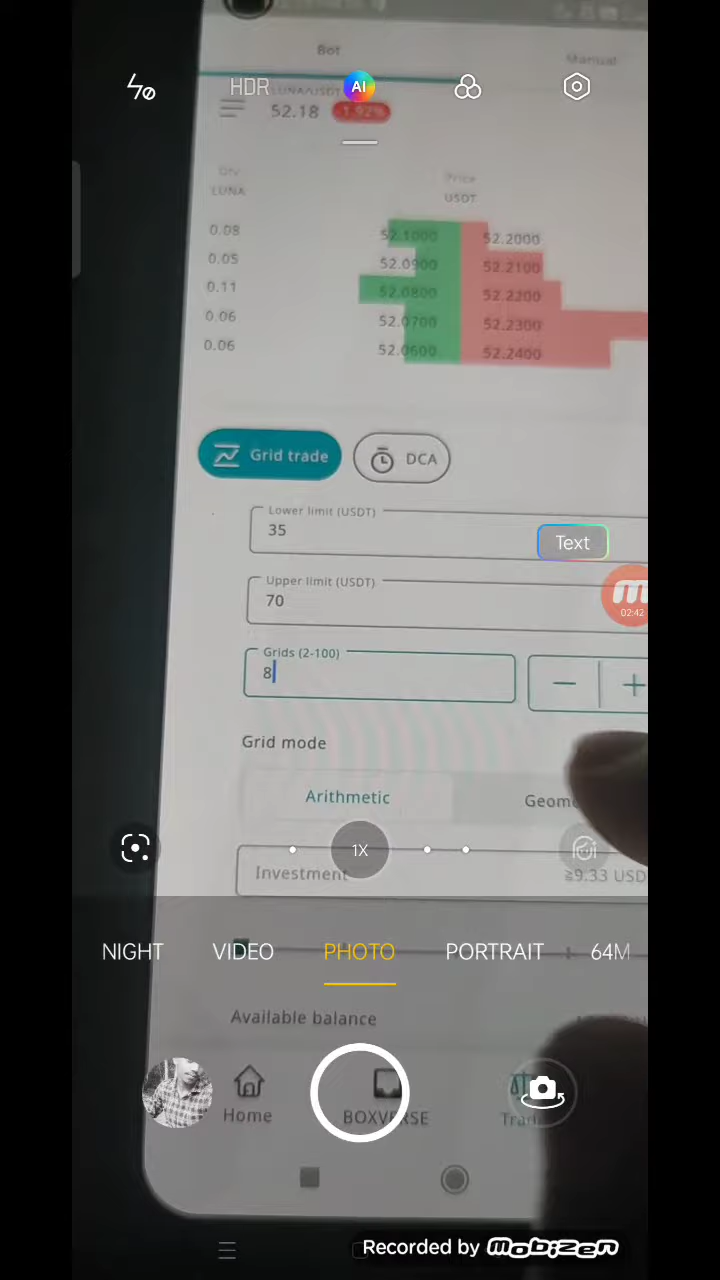 Bot
Manual
HDR
AI
LUNA/USDT
52.18
1.92%
Qty
LUNA
Price
USDT
0.08 52.1000 52.2000
0.05 52.0900 52.2100
0.11 52.0800 52.2200
0.06 52.0700 52.2300
0.06 52.0600 52.2400
Grid trade
DCA
Lower limit (USDT)
35
Text
Upper limit (USDT)
70
02:42
Grids (2-100)
8
Grid mode
Arithmetic
Geome
1X
Investment
≥9.33 USD
NIGHT VIDEO PHOTO PORTRAIT 64M
Available balance
Home
BOXVERSE
Tra
Recorded by mobizen